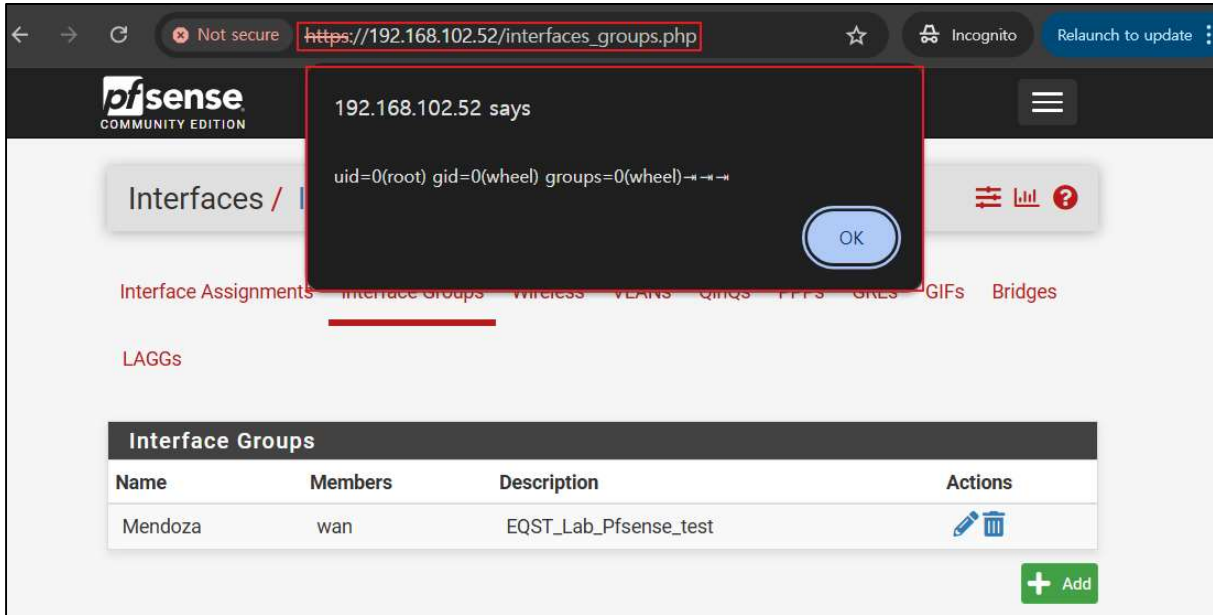 Not secure https://192.168.102.52/interfaces_groups.php Incognito Relaunch to update
pfsense
COMMUNITY EDITION
192.168.102.52 says
uid=0(root) gid=0(wheel) groups=0(wheel)
OK
Interfaces /
Interface Assignments Interface Groups Wireless VLANs QinQs PPPs GREs GIFs Bridges
LAGGs
Interface Groups
Name Members Description Actions
Mendoza wan EQST_Lab_Pfsense_test
Add